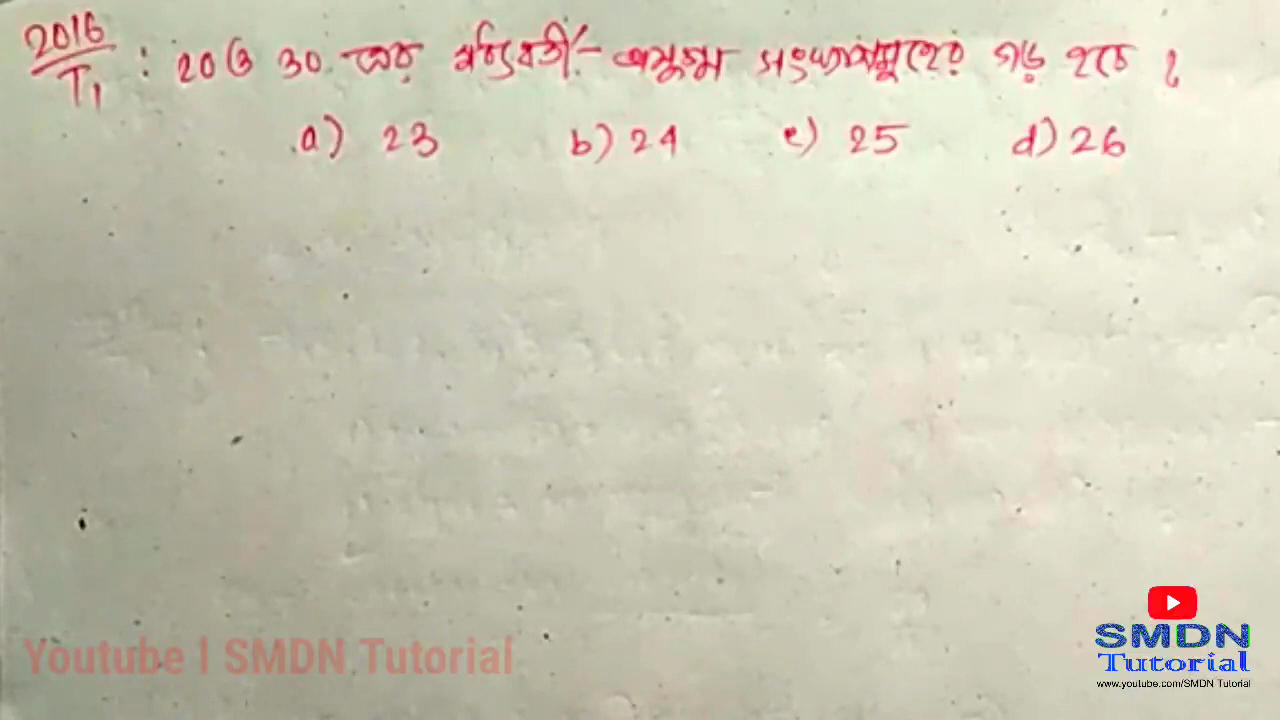 2016/T1 : 20 ও 30 এর মধ্যবর্তী :- সংখ্যাসমূহের গড় হবে ?
a) 23 b) 24 c) 25 d) 26
Youtube | SMDN Tutorial
SMDN
Tutorial
www.youtube.com/SMDN Tutorial